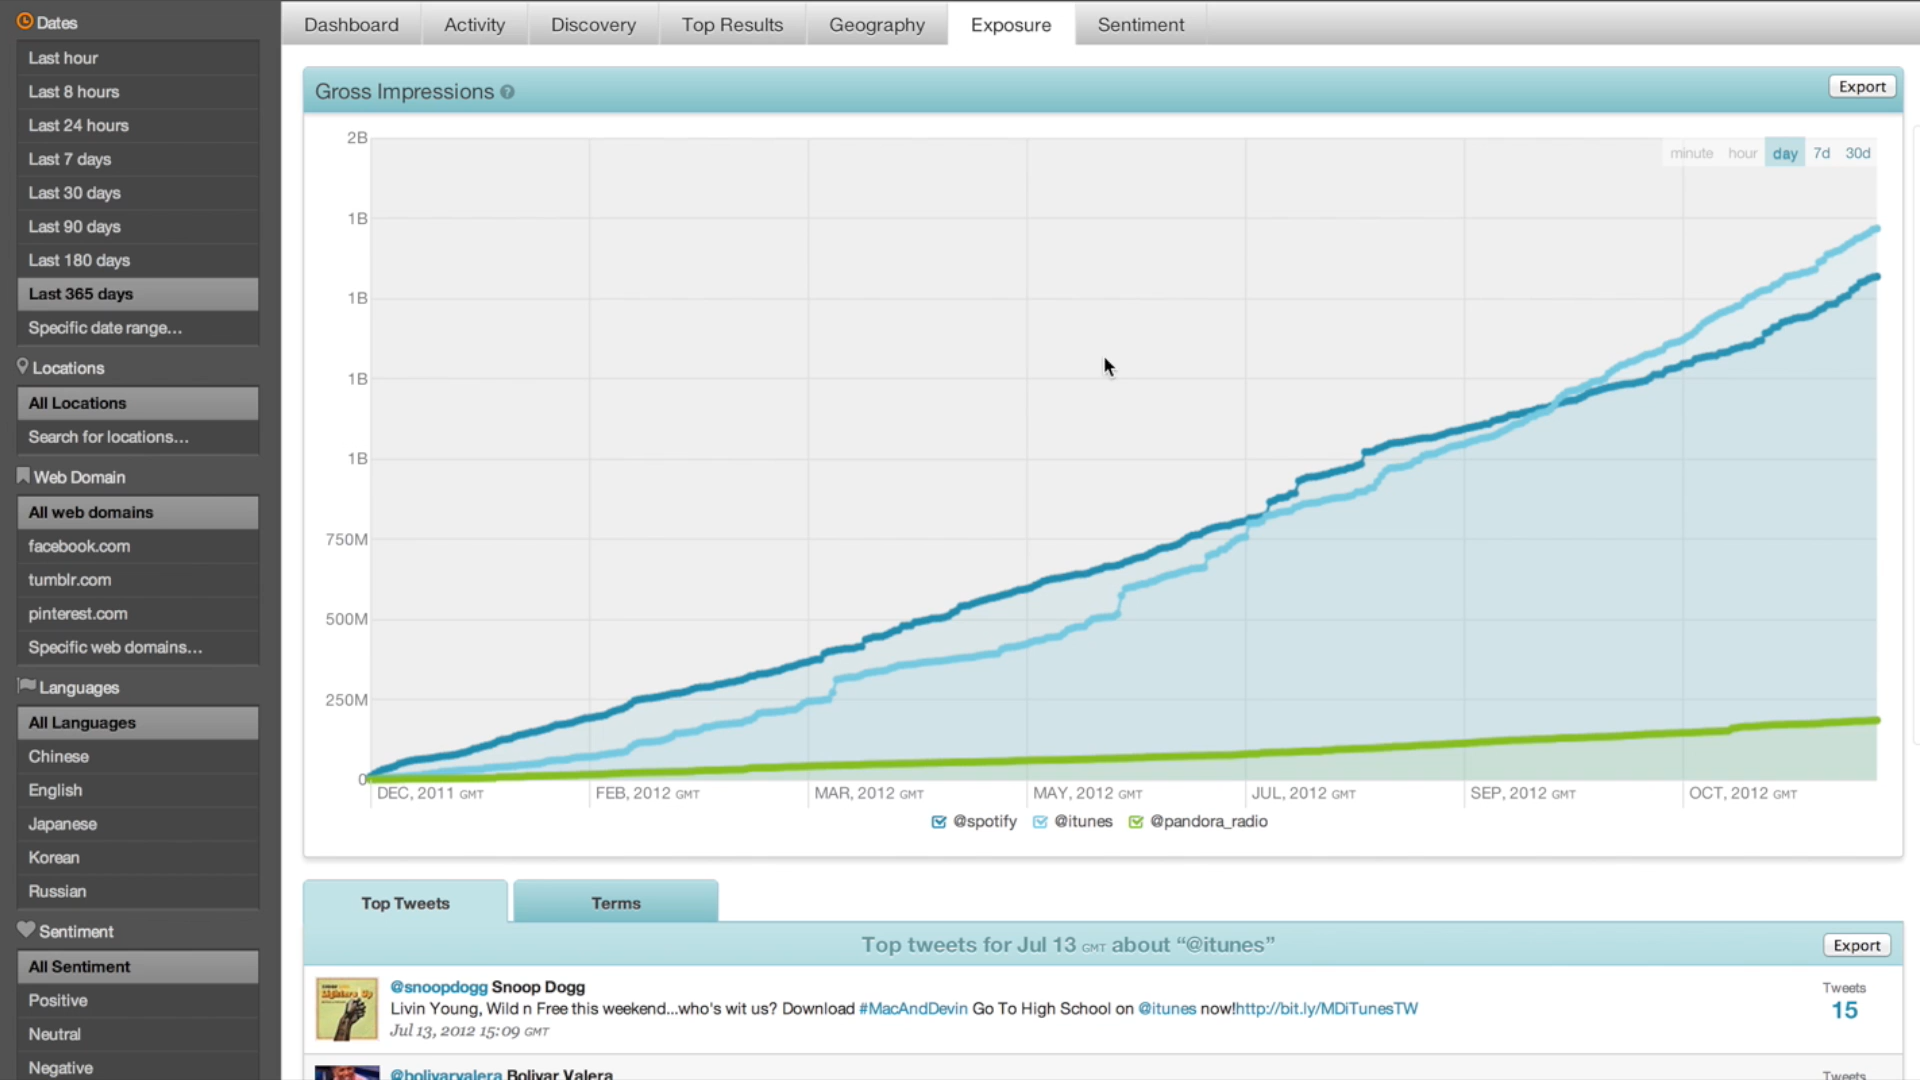 Dates
Last hour
Last 8 hours
Last 24 hours
Last 7 days
Last 30 days
Last 90 days
Last 180 days
Last 365 days
Specific date range...
Locations
All Locations
Search for locations...
Web Domain
All web domains
facebook.com
tumblr.com
pinterest.com
Specific web domains...
Languages
All Languages
Chinese
English
Japanese
Korean
Russian
Sentiment
All Sentiment
Positive
Neutral
Negative
Dashboard Activity Discovery Top Results Geography Exposure Sentiment
Gross Impressions ? Export
minute hour day 7d 30d
2B
1B
1B
1B
1B
750M
500M
250M
0
DEC, 2011 GMT FEB, 2012 GMT MAR, 2012 GMT MAY, 2012 GMT JUL, 2012 GMT SEP, 2012 GMT OCT, 2012 GMT
@spotify @itunes @pandora_radio
Top Tweets Terms
Top tweets for Jul 13 GMT about “@itunes” Export
@snoopdogg Snoop Dogg
Livin Young, Wild n Free this weekend...who's wit us? Download #MacAndDevin Go To High School on @itunes now!http://bit.ly/MDiTunesTW
Jul 13, 2012 15:09 GMT
Tweets
15
@bolivarvalera Bolivar Valera
Tweets